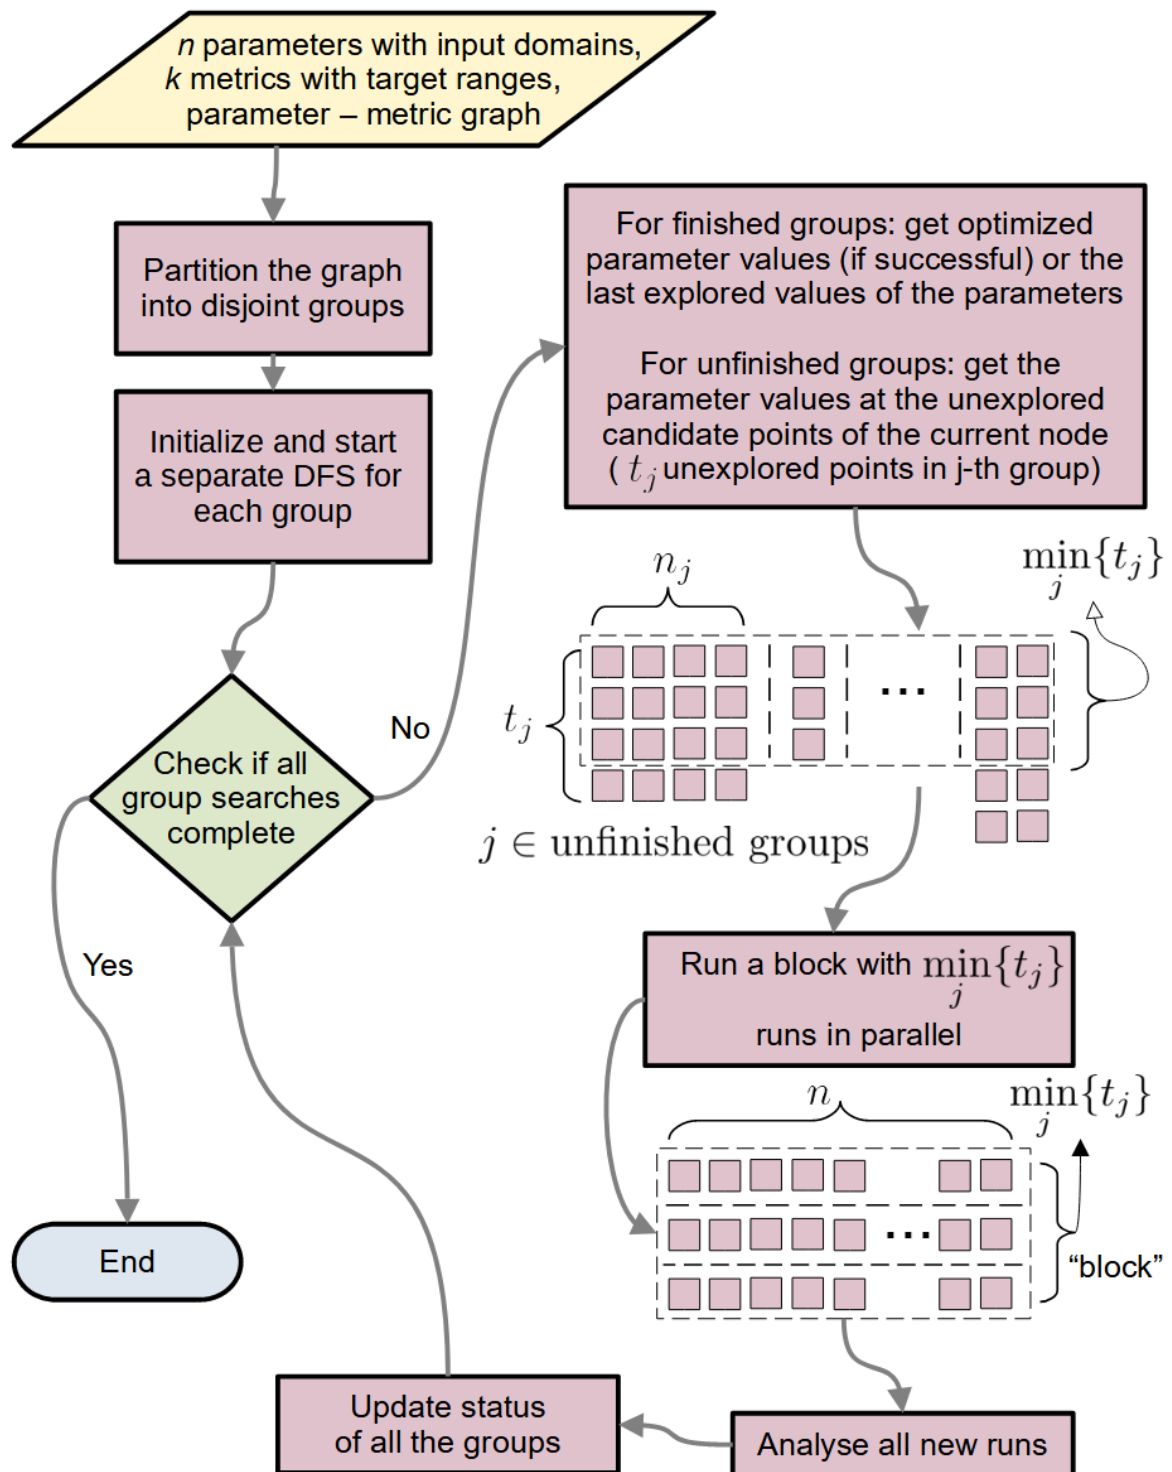 n parameters with input domains,
k metrics with target ranges,
parameter – metric graph
Partition the graph
into disjoint groups
Initialize and start
a separate DFS for
each group
Check if all
group searches
complete
No
Yes
End
For finished groups: get optimized
parameter values (if successful) or the
last explored values of the parameters
For unfinished groups: get the
parameter values at the unexplored
candidate points of the current node
( t_j unexplored points in j-th group)
n_j
min_j{t_j}
t_j
...
j ∈ unfinished groups
Run a block with min_j{t_j}
runs in parallel
n
min_j{t_j}
...
“block”
Analyse all new runs
Update status
of all the groups